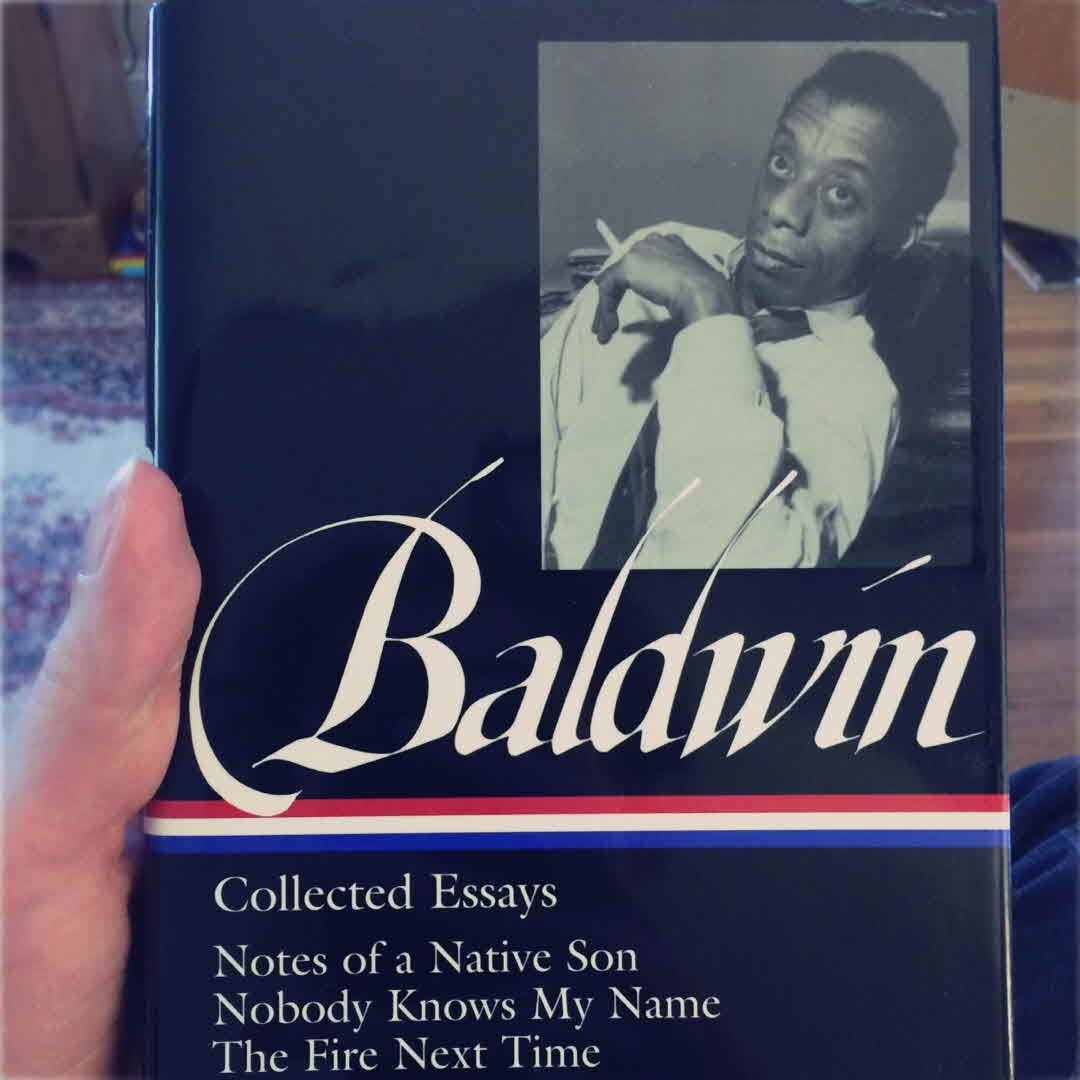 Baldwin
Collected Essays
Notes of a Native Son
Nobody Knows My Name
The Fire Next Time